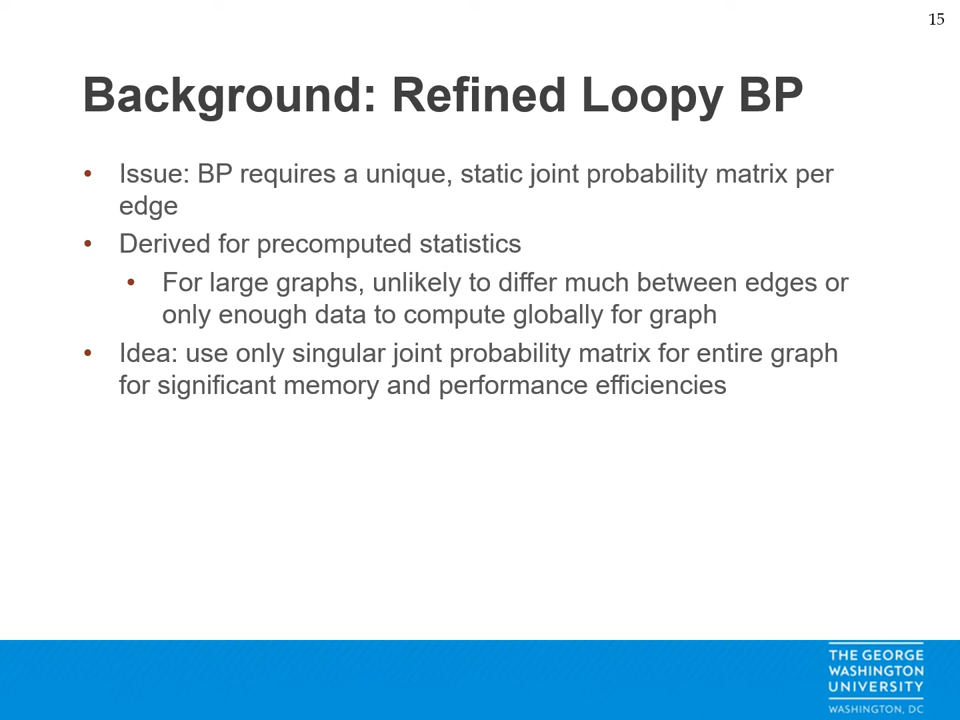 15
Background: Refined Loopy BP
• Issue: BP requires a unique, static joint probability matrix per
edge
• Derived for precomputed statistics
• For large graphs, unlikely to differ much between edges or
only enough data to compute globally for graph
• Idea: use only singular joint probability matrix for entire graph
for significant memory and performance efficiencies
THE GEORGE
WASHINGTON
UNIVERSITY
WASHINGTON, DC